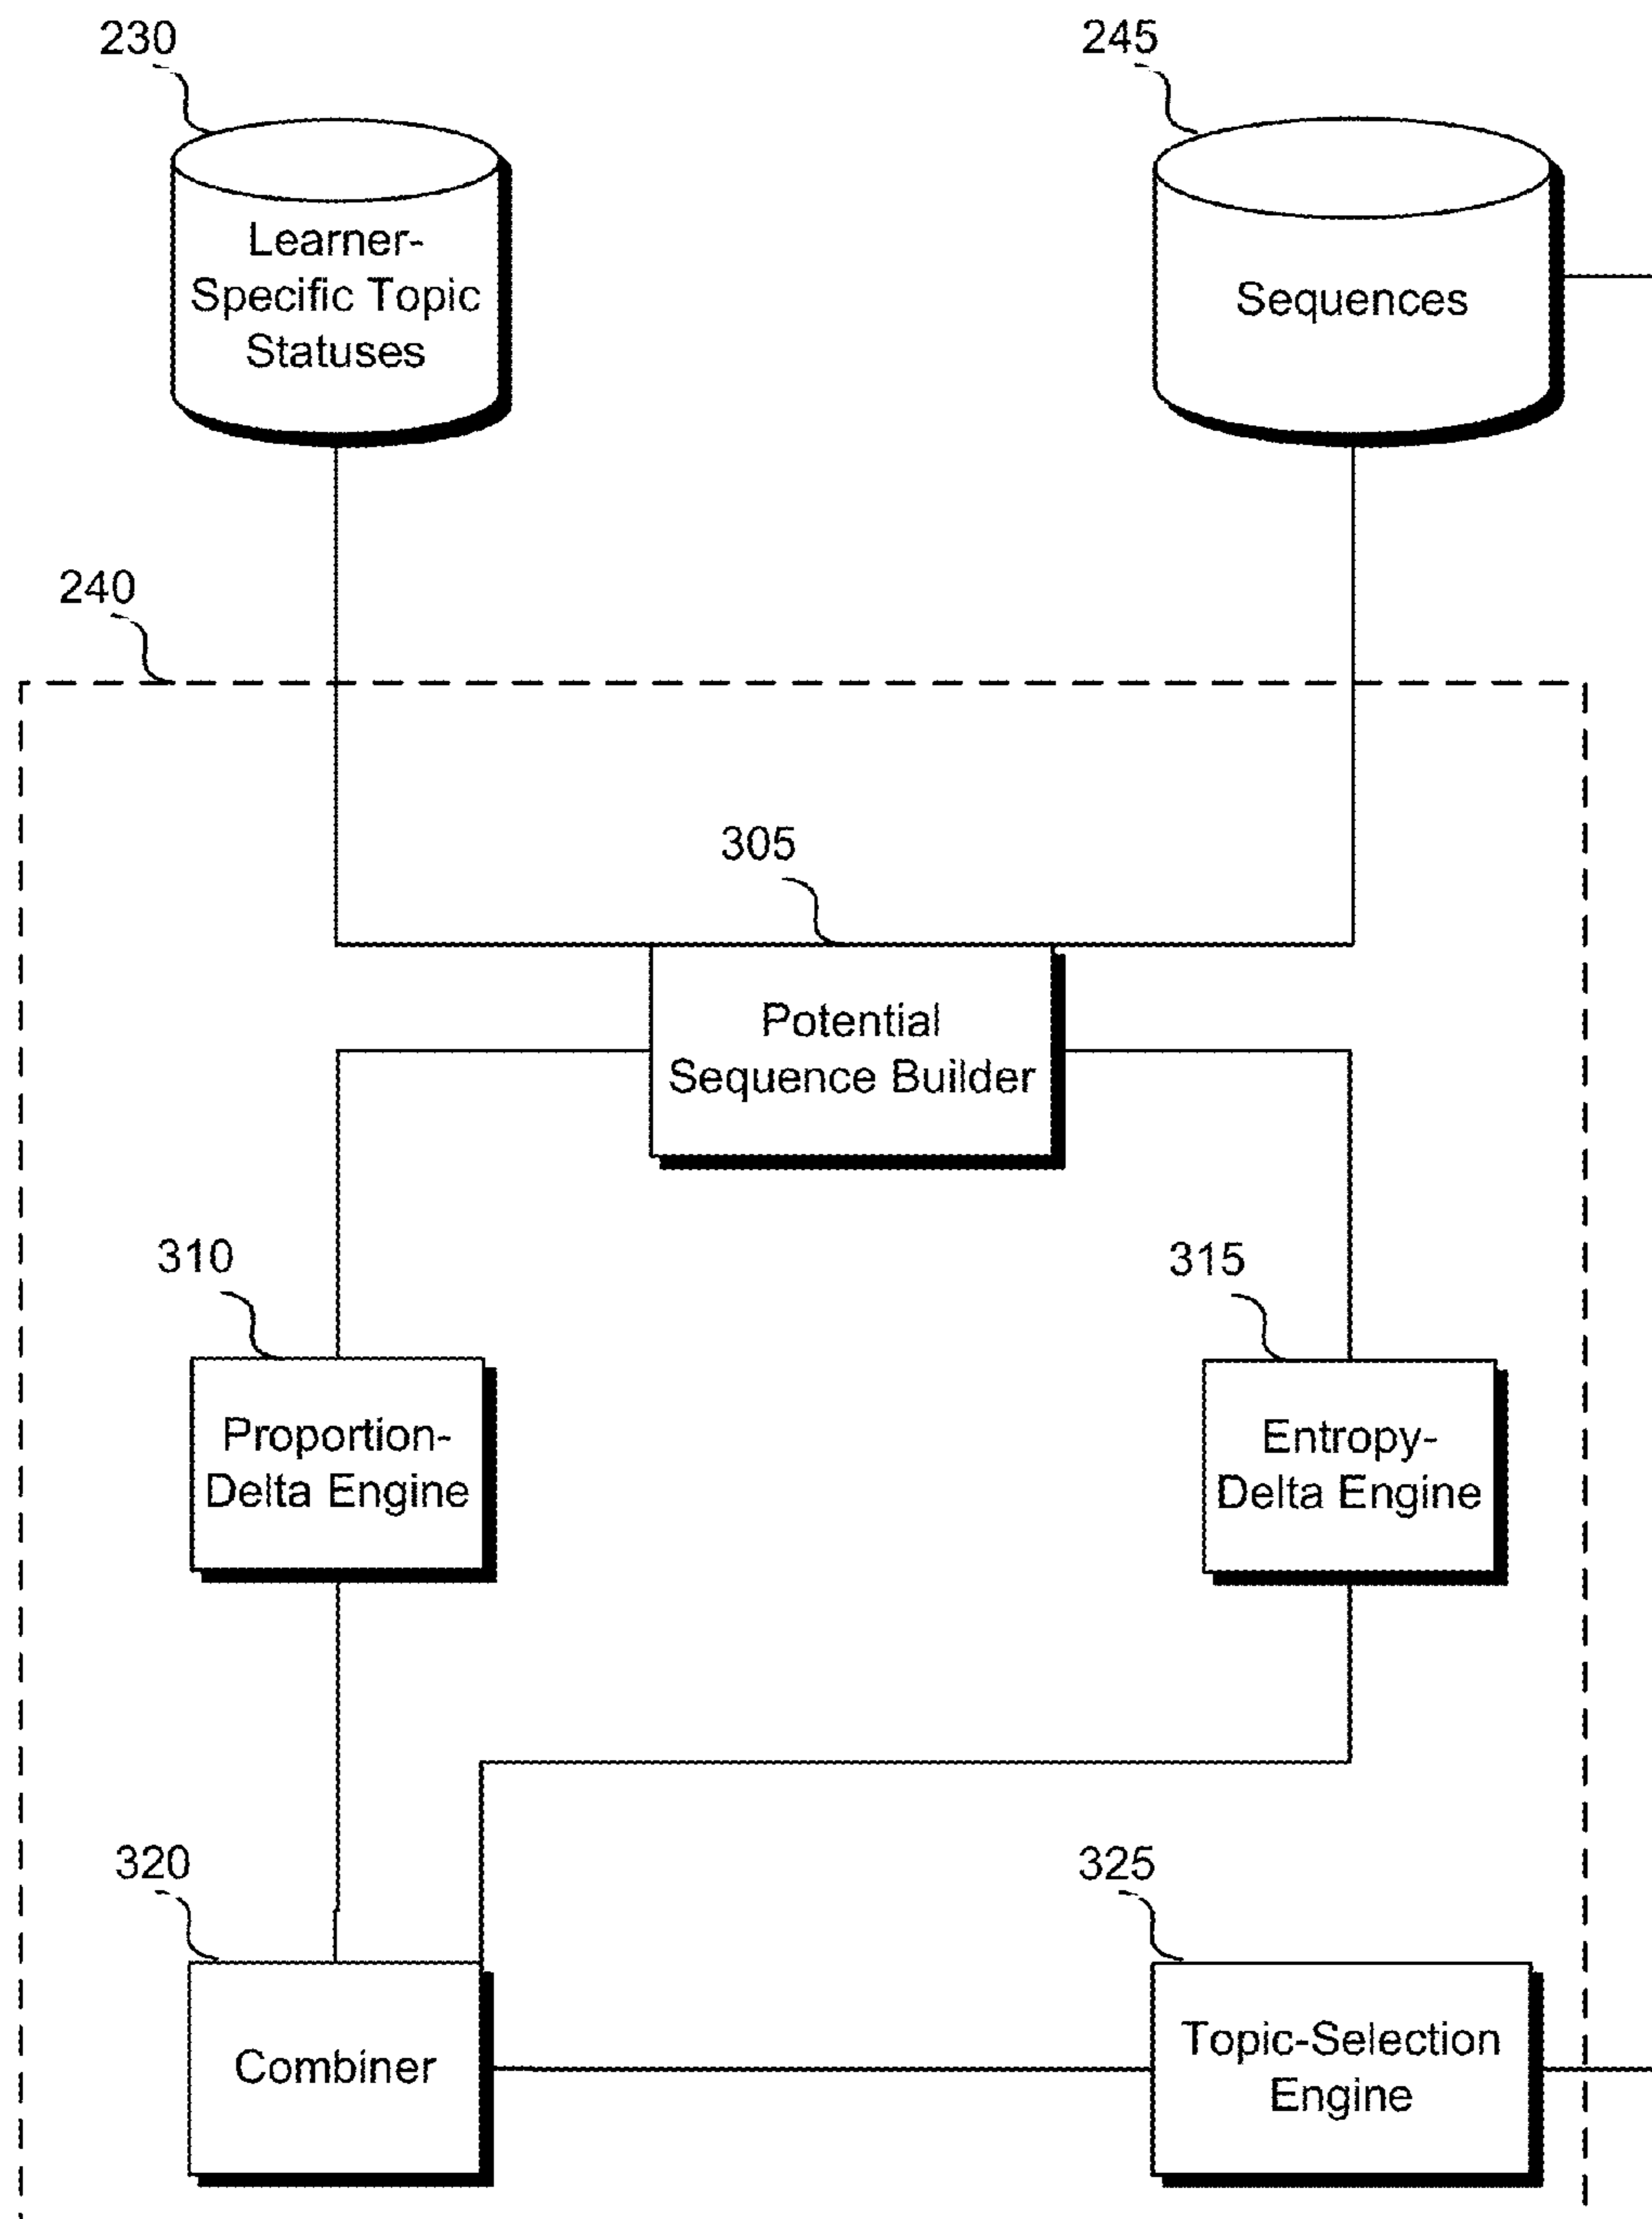 230
245
Learner-
Specific Topic
Statuses
Sequences
240
305
Potential
Sequence Builder
310
315
Proportion-
Delta Engine
Entropy-
Delta Engine
320
325
Combiner
Topic-Selection
Engine